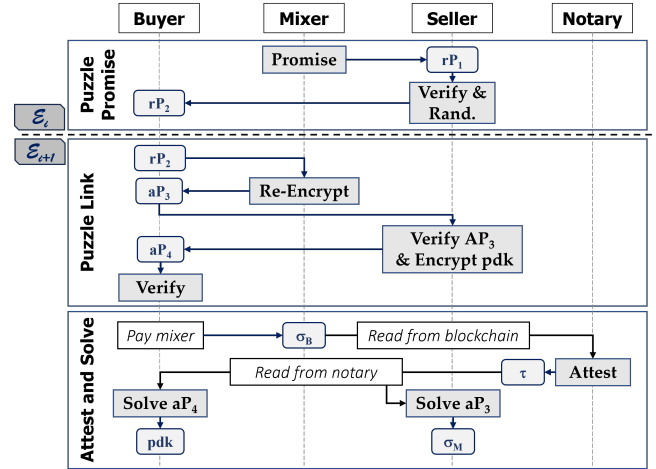 Buyer Mixer Seller Notary
Puzzle
Promise
Promise rP₁
rP₂ Verify &
Rand.
ℰᵢ
ℰᵢ₊₁
Puzzle Link
rP₂
aP₃ Re-Encrypt
aP₄ Verify AP₃
& Encrypt pdk
Verify
Attest and Solve
Pay mixer σ_B Read from blockchain
Read from notary τ Attest
Solve aP₄ Solve aP₃
pdk σ_M